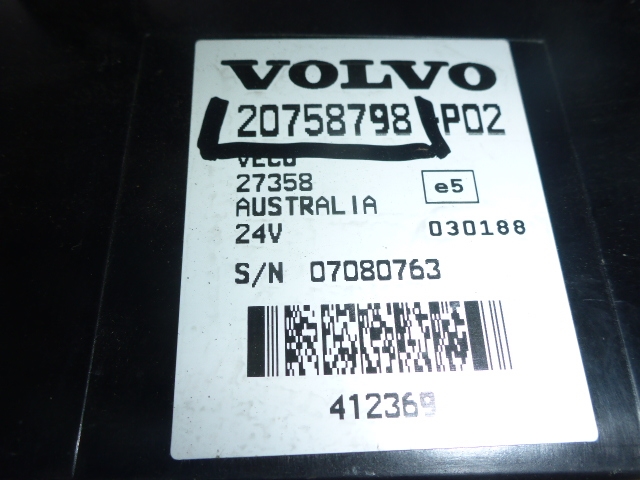 VOLVO
20758798-P02
VECU
27358 e5
AUSTRALIA
24V 030188
S/N 07080763
412369